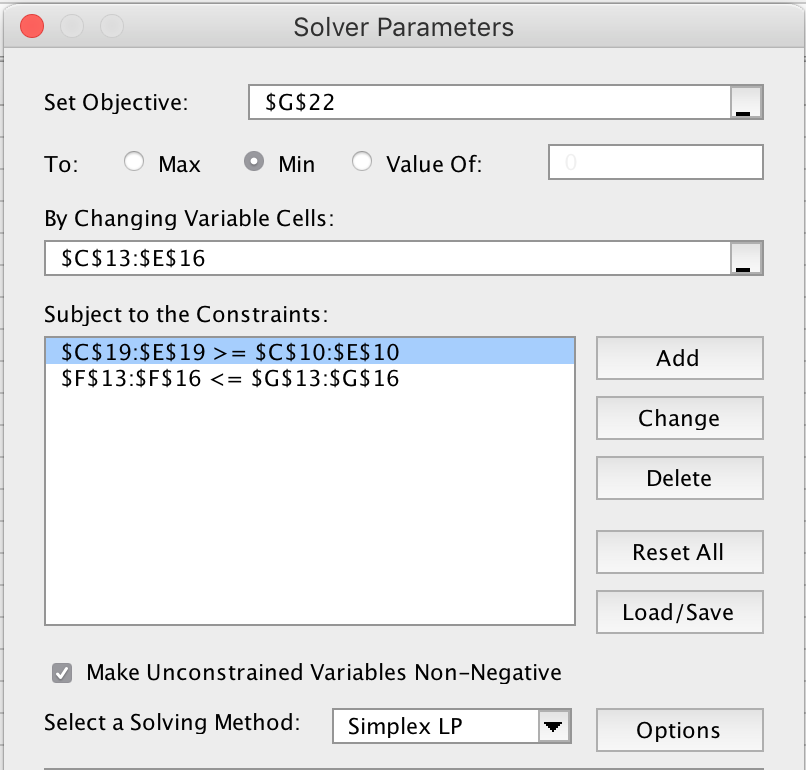 Solver Parameters
Set Objective: $G$22
To: Max Min Value Of: 0
By Changing Variable Cells:
$C$13:$E$16
Subject to the Constraints:
$C$19:$E$19 >= $C$10:$E$10
$F$13:$F$16 <= $G$13:$G$16
Add
Change
Delete
Reset All
Load/Save
Make Unconstrained Variables Non-Negative
Select a Solving Method: Simplex LP Options